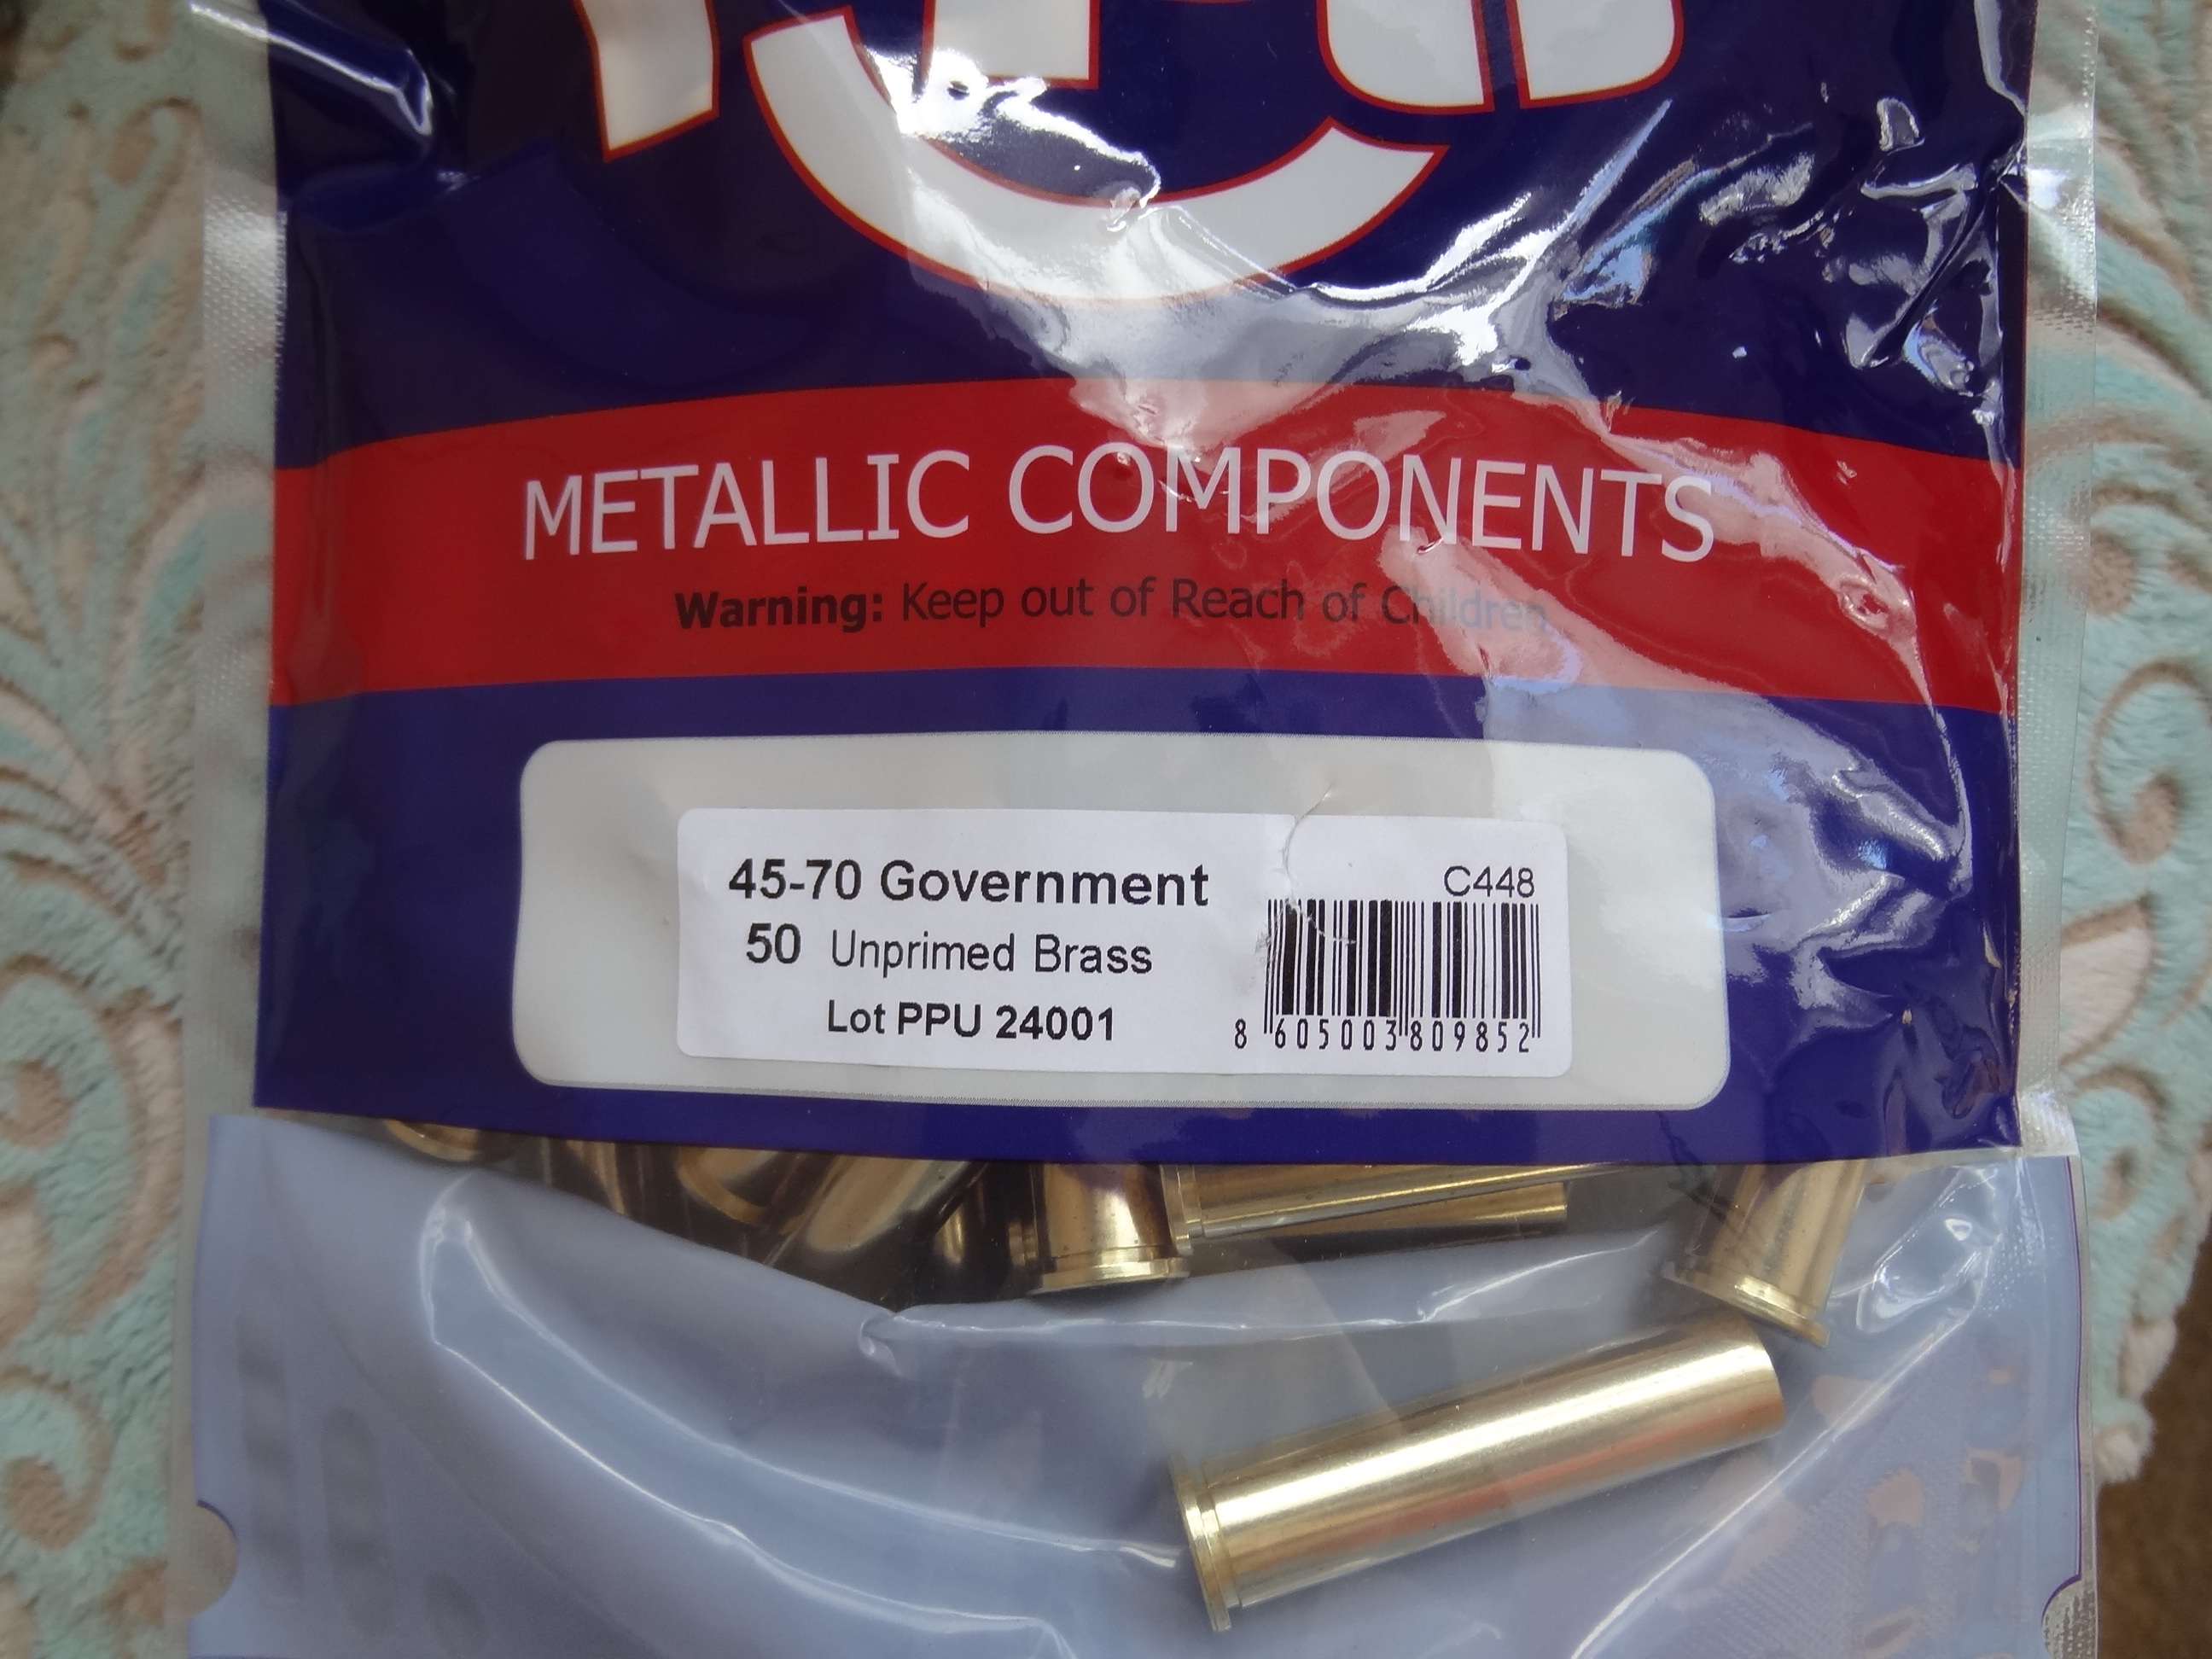 METALLIC COMPONENTS
Warning: Keep out of Reach of Children
45-70 Government
C448
50 Unprimed Brass
Lot PPU 24001
8 605003 809852